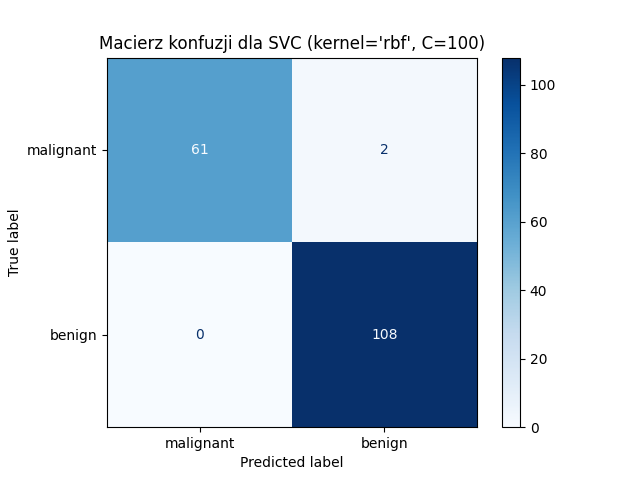 Macierz konfuzji dla SVC (kernel='rbf', C=100)
malignant
61
2
benign
0
108
malignant
benign
True label
Predicted label
100
80
60
40
20
0